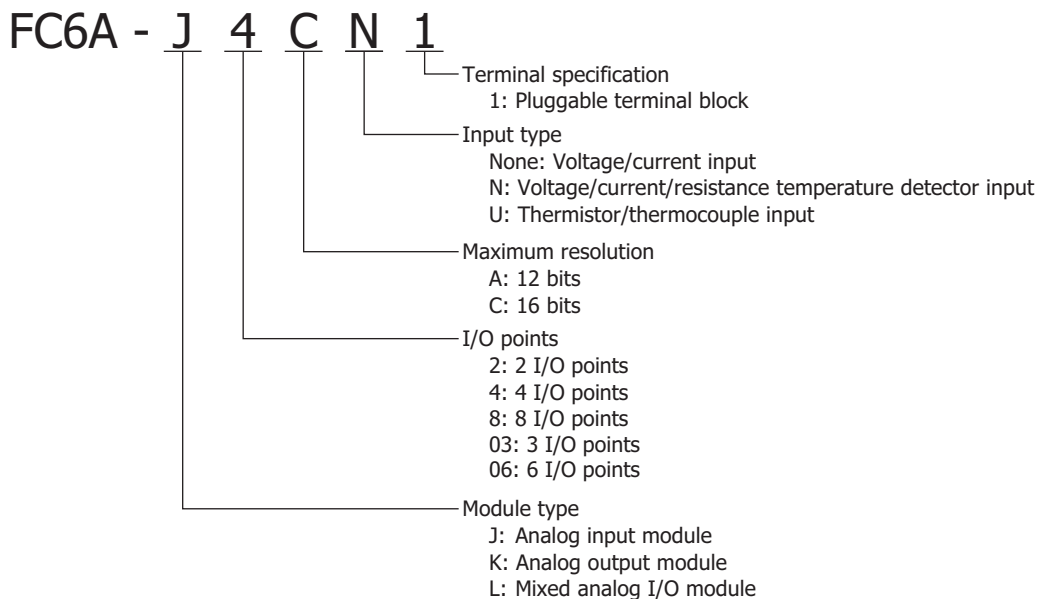 FC6A - J 4 C N 1
Terminal specification
1: Pluggable terminal block
Input type
None: Voltage/current input
N: Voltage/current/resistance temperature detector input
U: Thermistor/thermocouple input
Maximum resolution
A: 12 bits
C: 16 bits
I/O points
2: 2 I/O points
4: 4 I/O points
8: 8 I/O points
03: 3 I/O points
06: 6 I/O points
Module type
J: Analog input module
K: Analog output module
L: Mixed analog I/O module